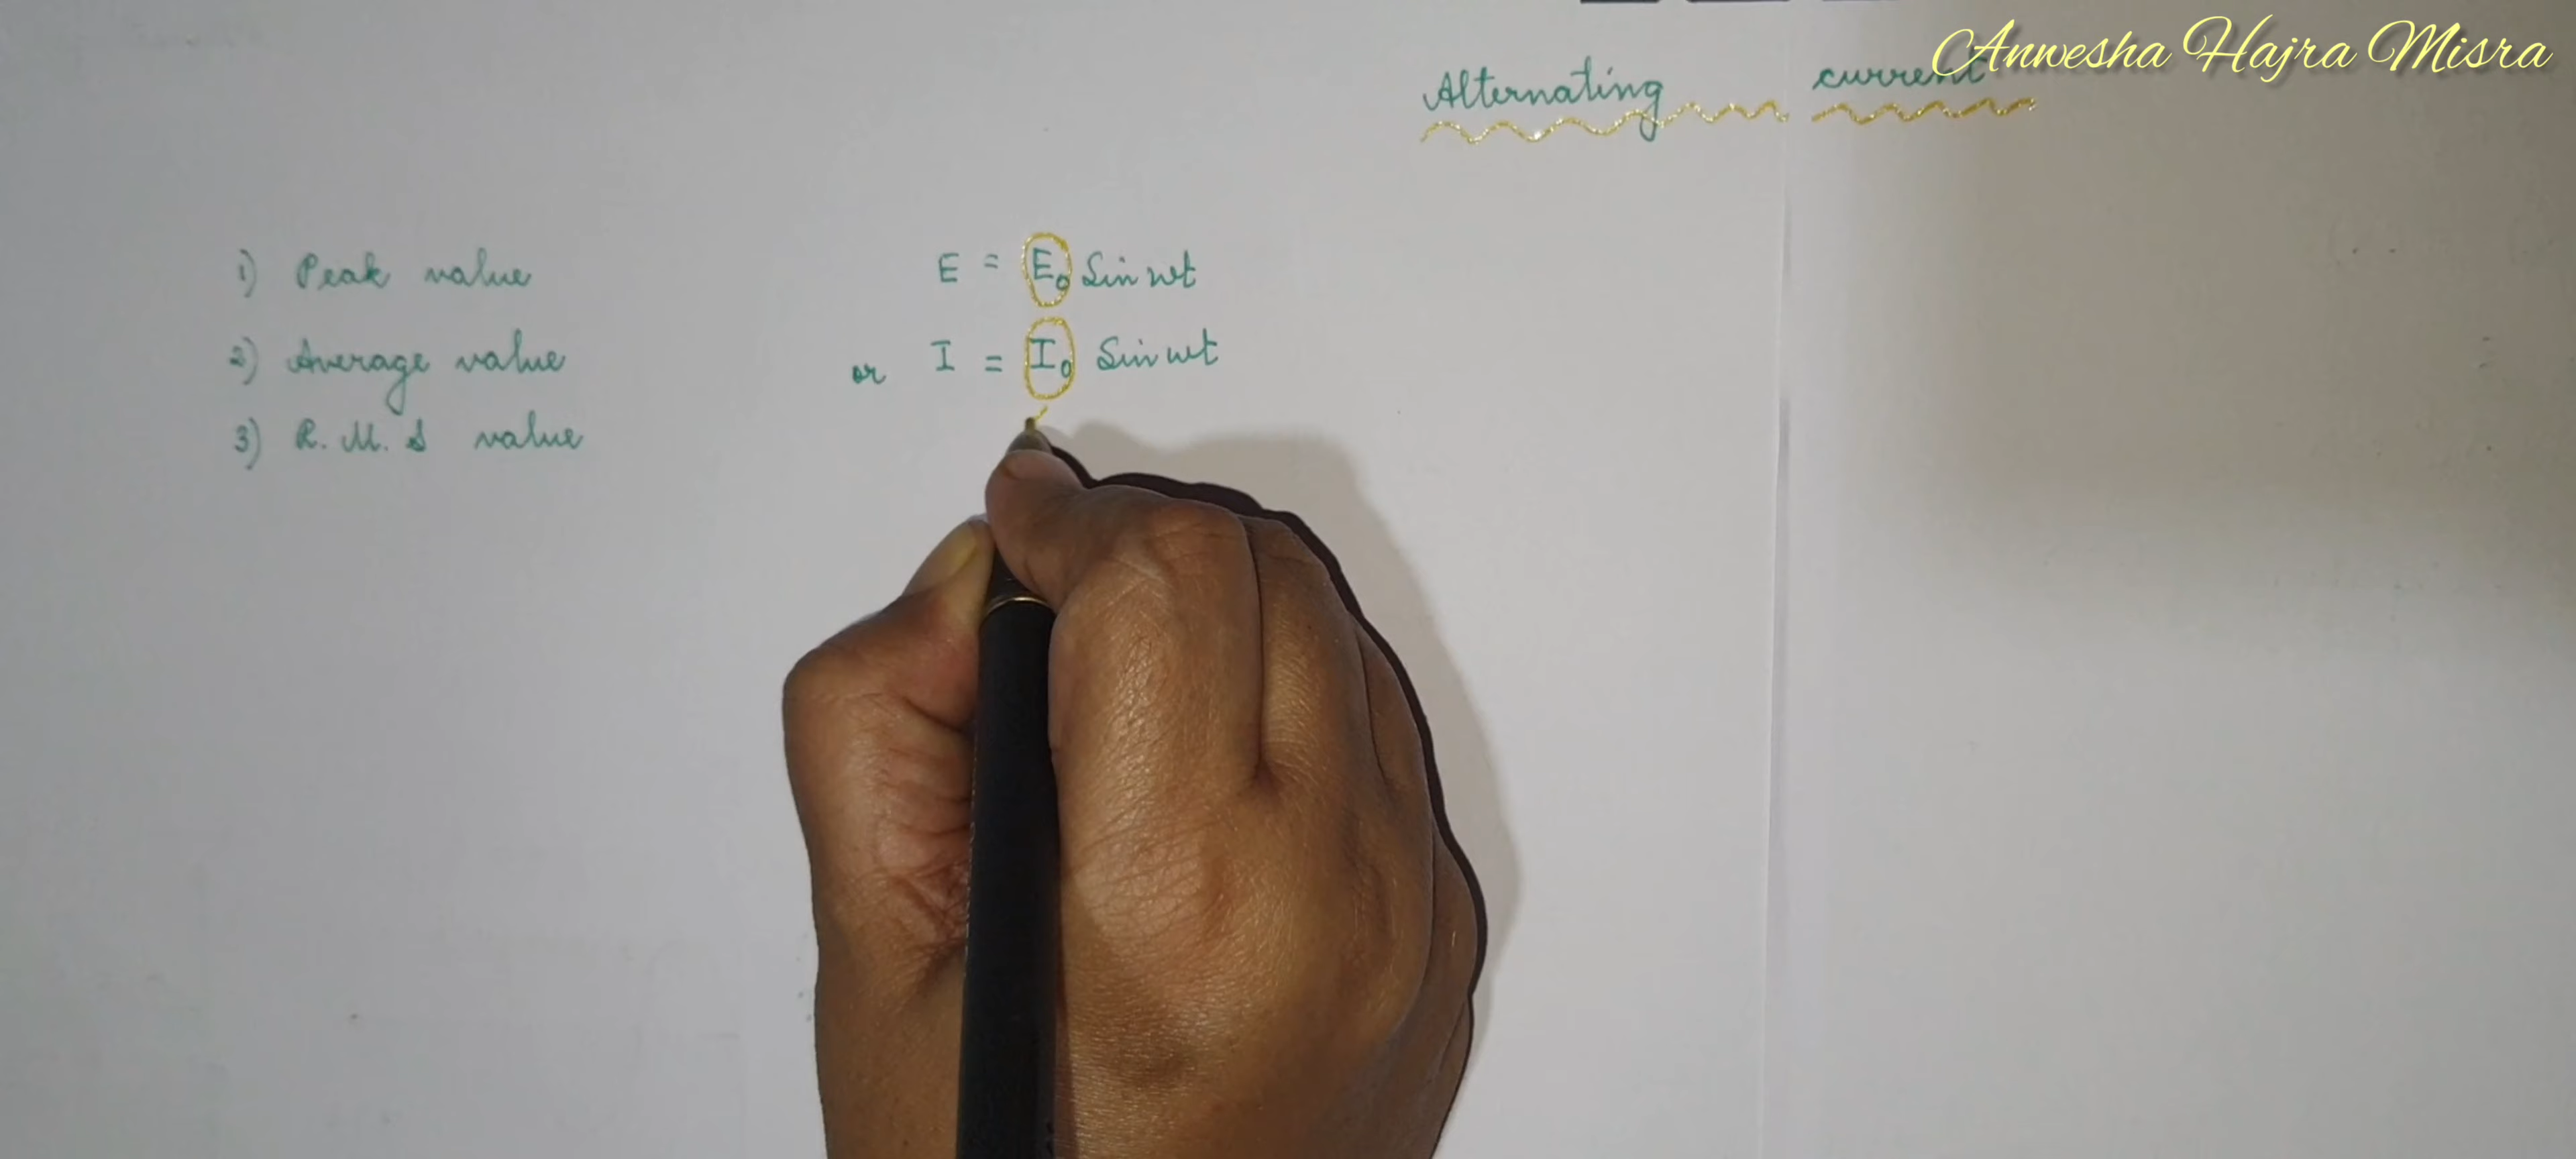 Anwesha Hajra Misra
Alternating current
1) Peak value
2) Average value
3) R.M.S value
E = E₀ Sin wt
or I = I₀ Sin wt